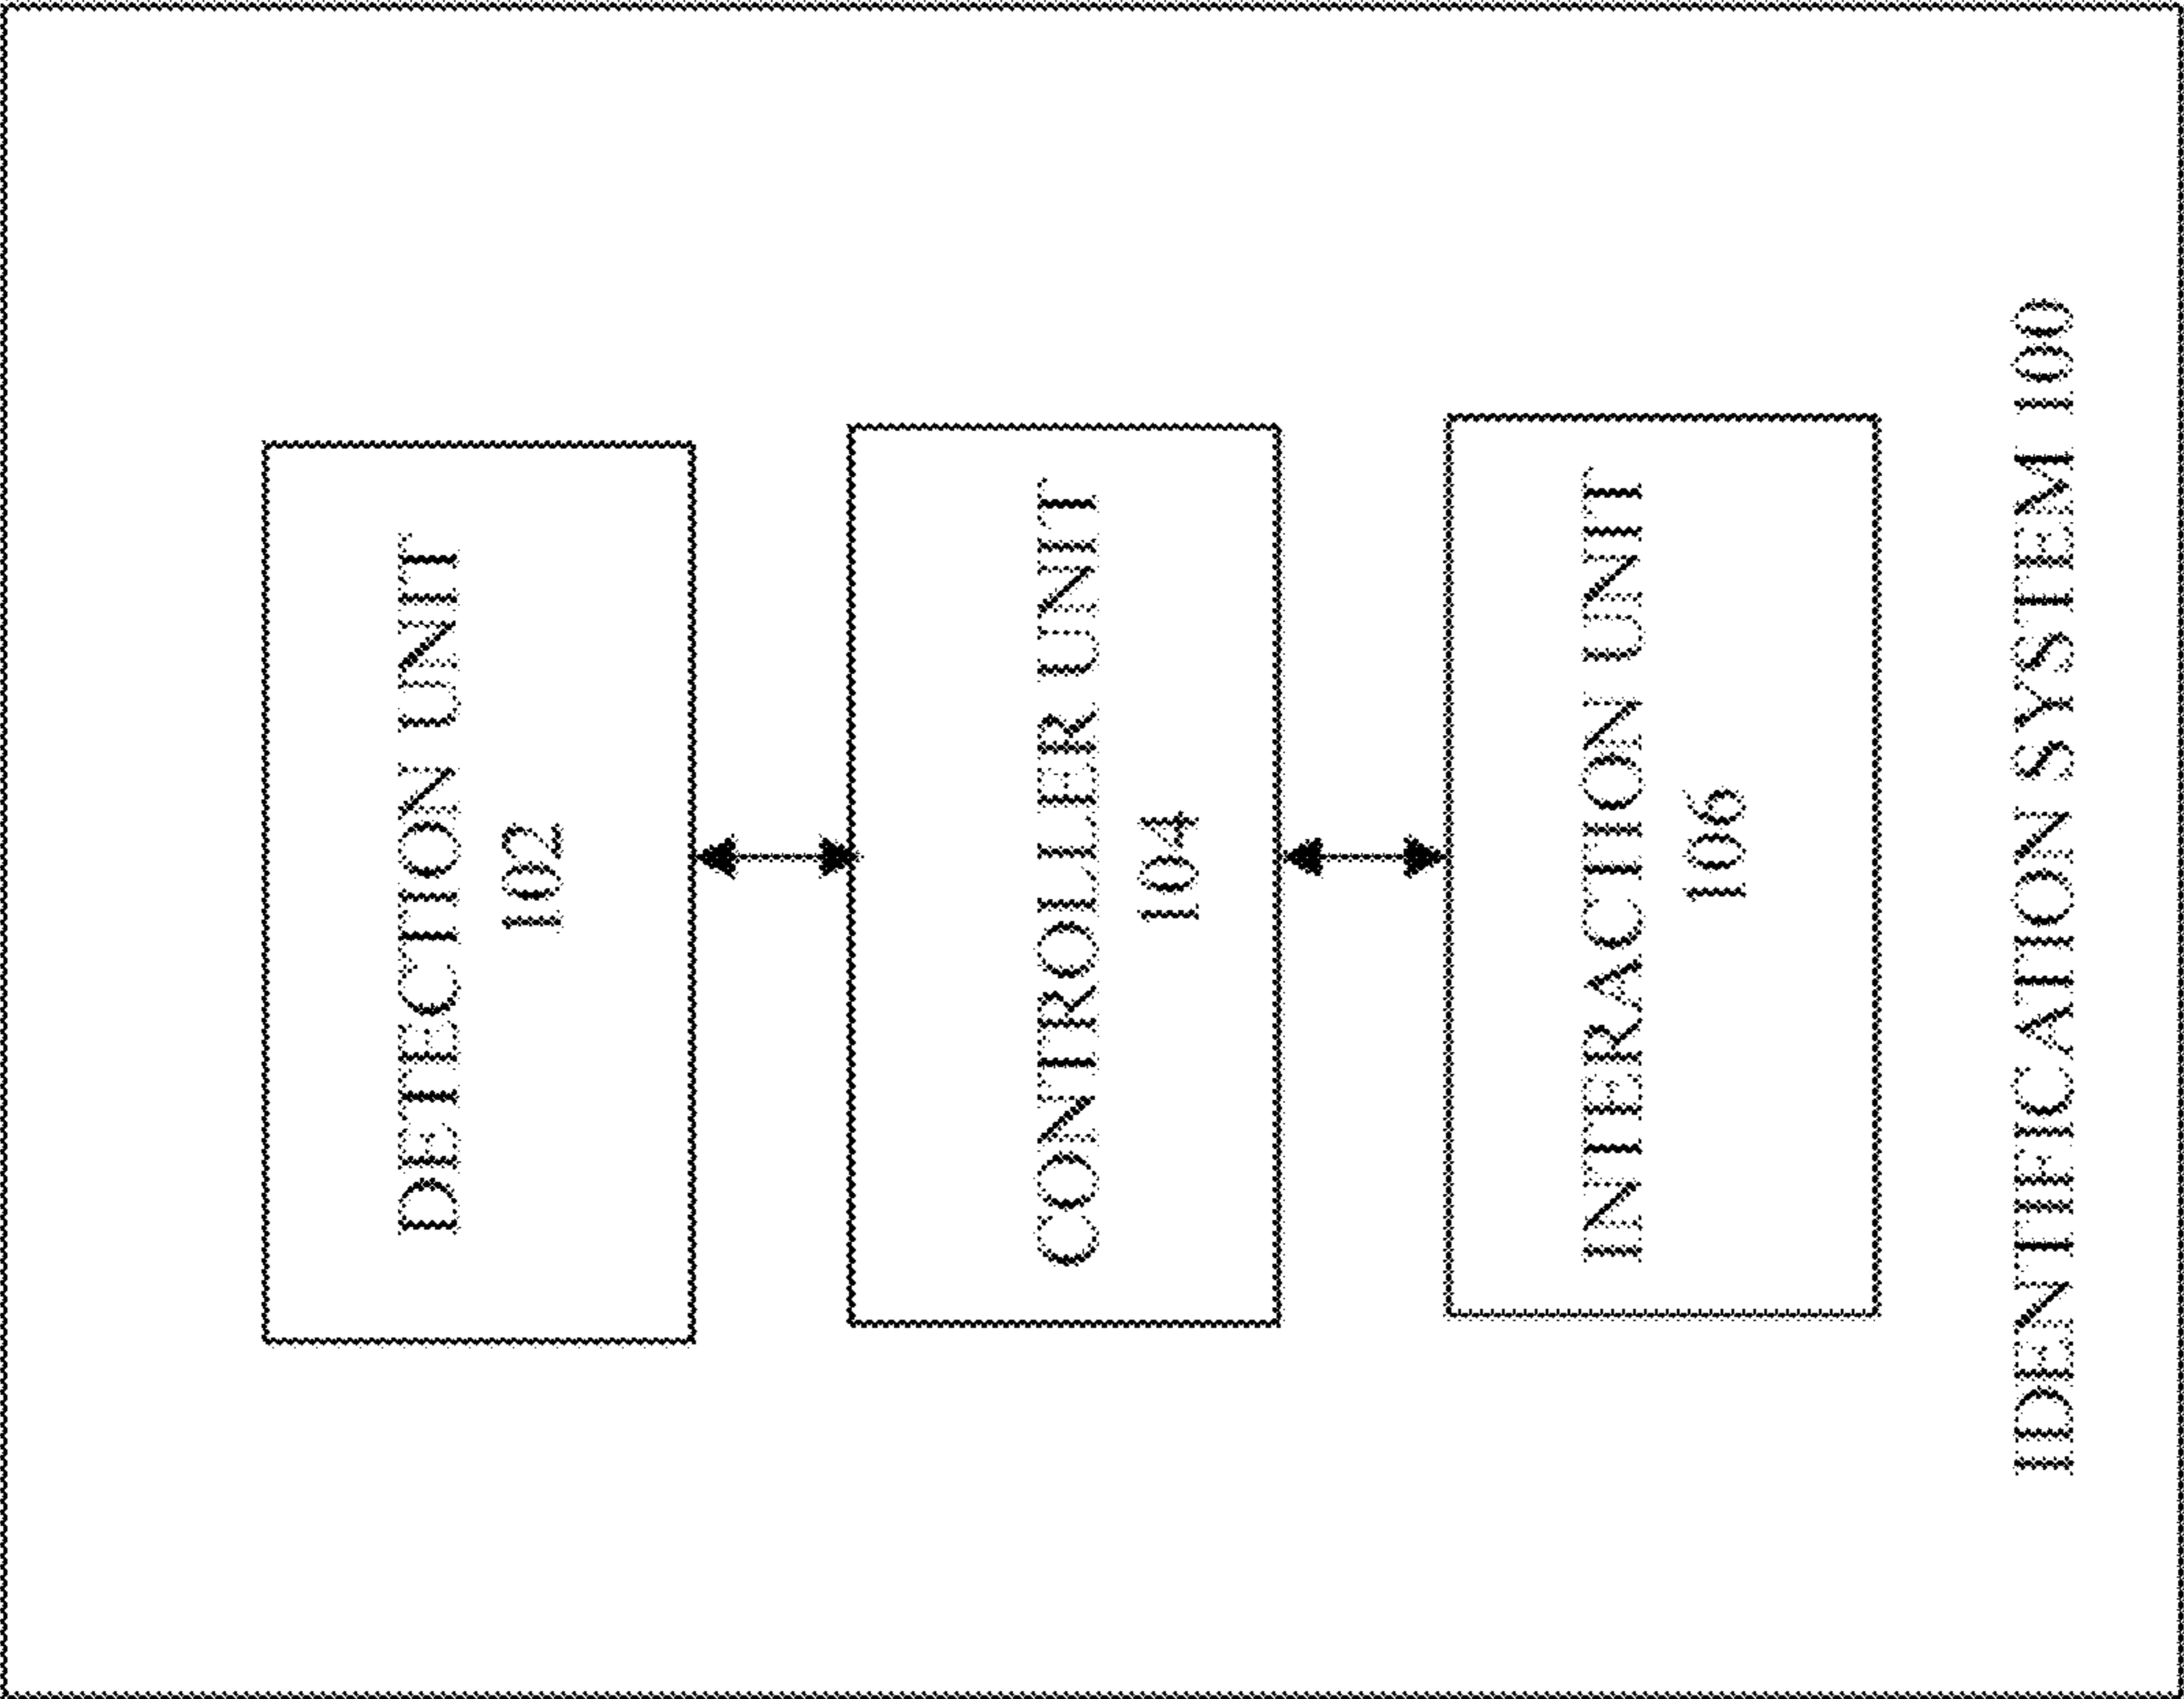 DETECTION UNIT
102
CONTROLLER UNIT
104
INTERACTION UNIT
106
IDENTIFICATION SYSTEM 100